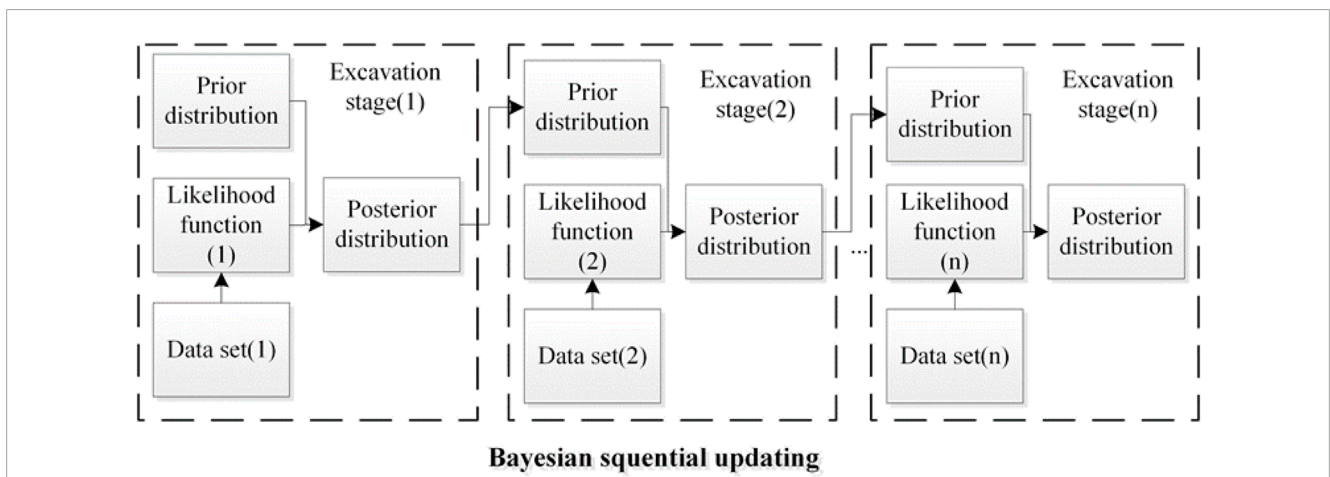 Prior
distribution
Excavation
stage(1)
Likelihood
function
(1)
Posterior
distribution
Data set(1)
Prior
distribution
Excavation
stage(2)
Likelihood
function
(2)
Posterior
distribution
Data set(2)
...
Prior
distribution
Excavation
stage(n)
Likelihood
function
(n)
Posterior
distribution
Data set(n)
Bayesian squential updating